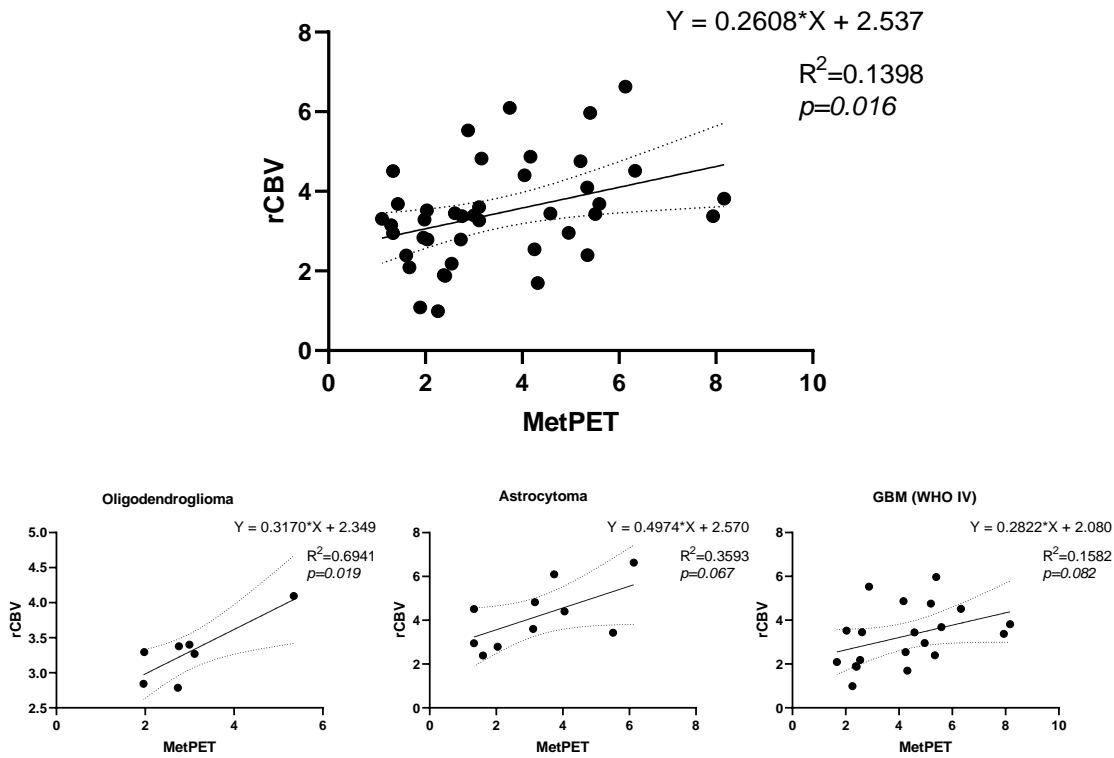 Y = 0.2608*X + 2.537
R²=0.1398
p=0.016
8
6
4
2
0
rCBV
0 2 4 6 8 10
MetPET
Oligodendroglioma
Y = 0.3170*X + 2.349
R²=0.6941
p=0.019
5.0
4.5
4.0
3.5
3.0
2.5
rCBV
0 2 4 6
MetPET
Astrocytoma
Y = 0.4974*X + 2.570
R²=0.3593
p=0.067
8
6
4
2
0
rCBV
0 2 4 6 8
MetPET
GBM (WHO IV)
Y = 0.2822*X + 2.080
R²=0.1582
p=0.082
8
6
4
2
0
rCBV
0 2 4 6 8 10
MetPET